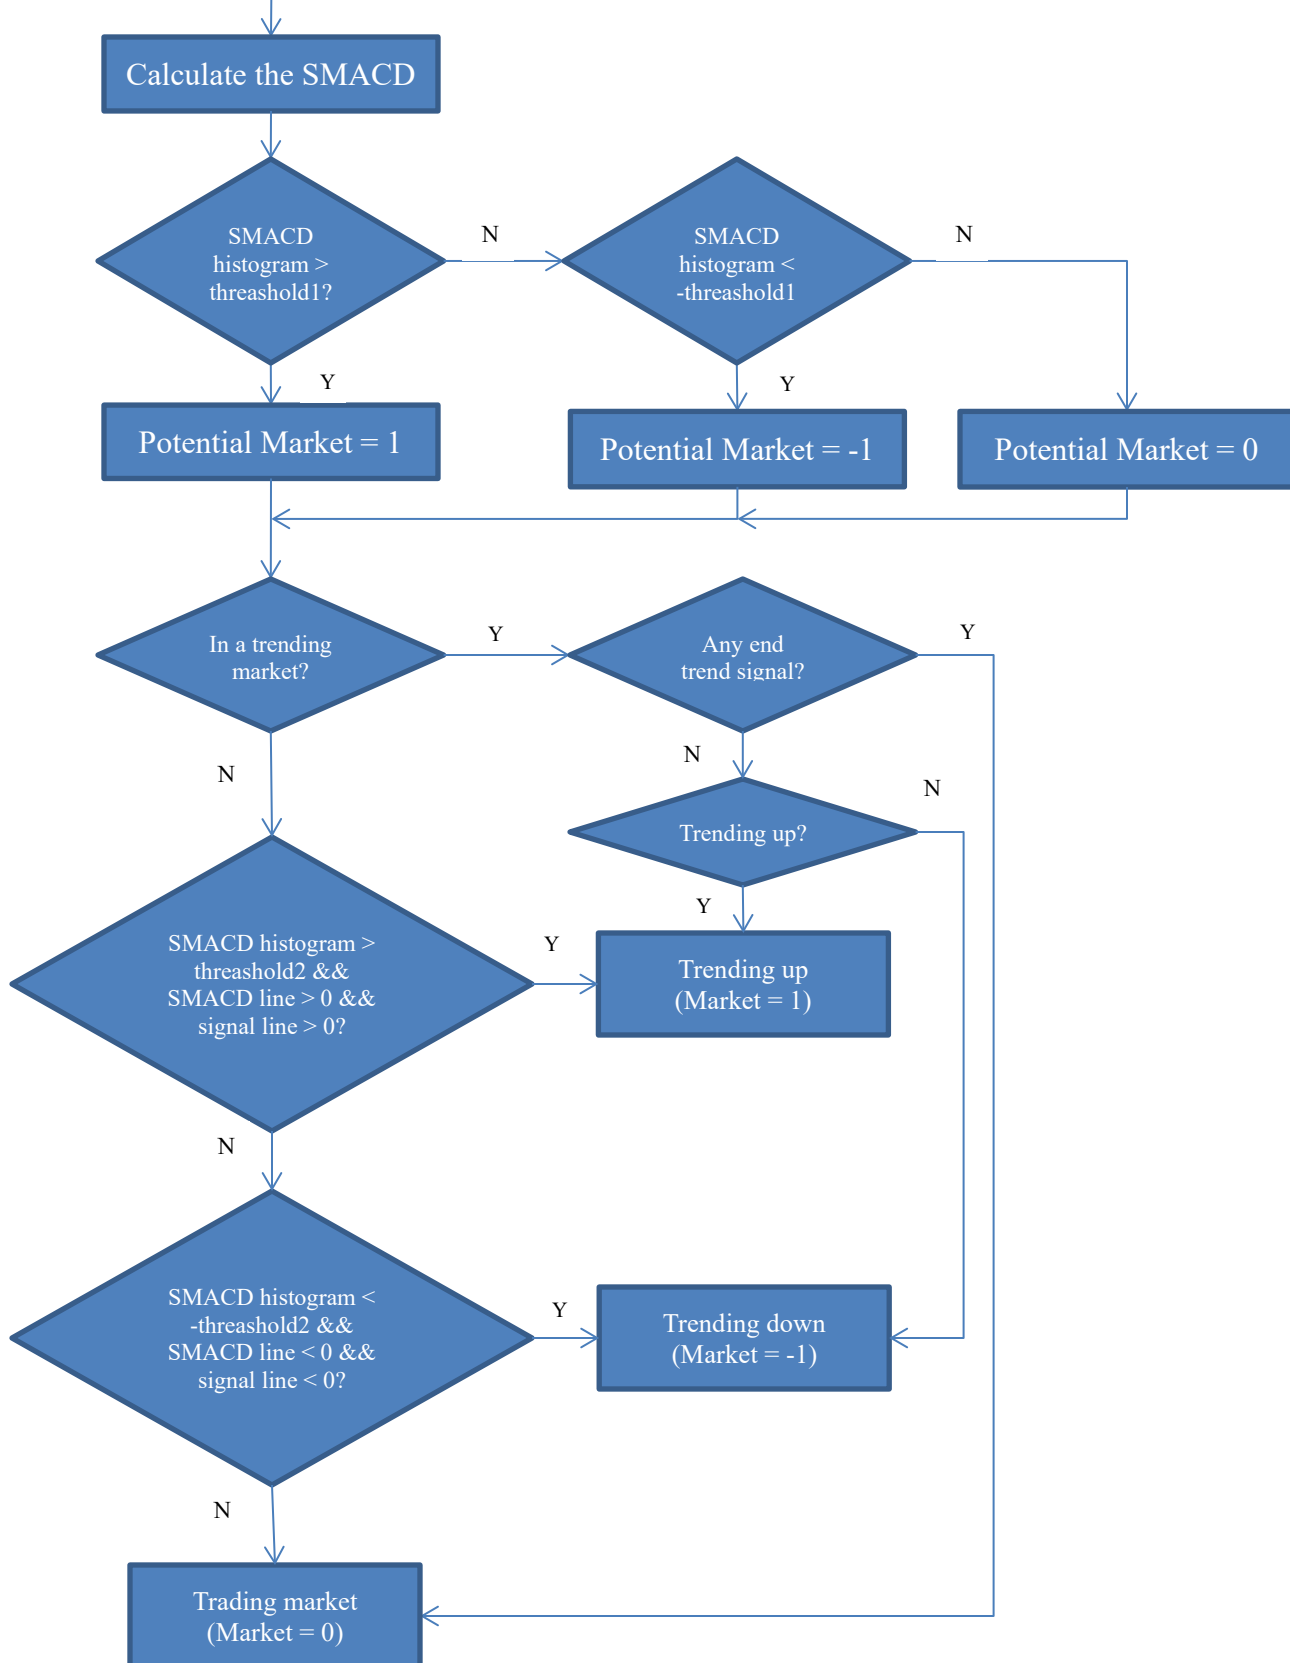 Calculate the SMACD
SMACD
histogram >
threashold1?
N
SMACD
histogram <
-threashold1
N
Y
Y
Potential Market = 1
Potential Market = -1
Potential Market = 0
In a trending
market?
Y
Any end
trend signal?
Y
N
N
Trending up?
N
Y
SMACD histogram >
threashold2 &&
SMACD line > 0 &&
signal line > 0?
Y
Trending up
(Market = 1)
N
SMACD histogram <
-threashold2 &&
SMACD line < 0 &&
signal line < 0?
Y
Trending down
(Market = -1)
N
Trading market
(Market = 0)